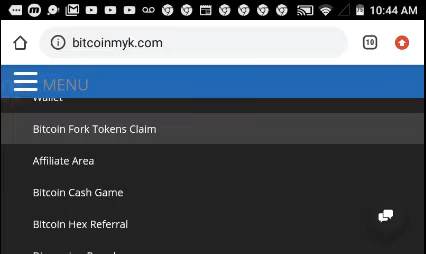 10:44 AM
bitcoinmyk.com
10
MENU
Wallet
Bitcoin Fork Tokens Claim
Affiliate Area
Bitcoin Cash Game
Bitcoin Hex Referral